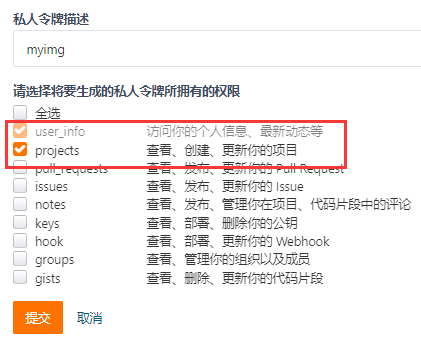 私人令牌描述
myimg
请选择将要生成的私人令牌所拥有的权限
全选
user_info 访问你的个人信息、最新动态等
projects 查看、创建、更新你的项目
pull_requests 查看、发布、更新你的 Pull Request
issues 查看、发布、更新你的 Issue
notes 查看、发布、管理你在项目、代码片段中的评论
keys 查看、部署、删除你的公钥
hook 查看、部署、更新你的 Webhook
groups 查看、管理你的组织以及成员
gists 查看、删除、更新你的代码片段
提交 取消